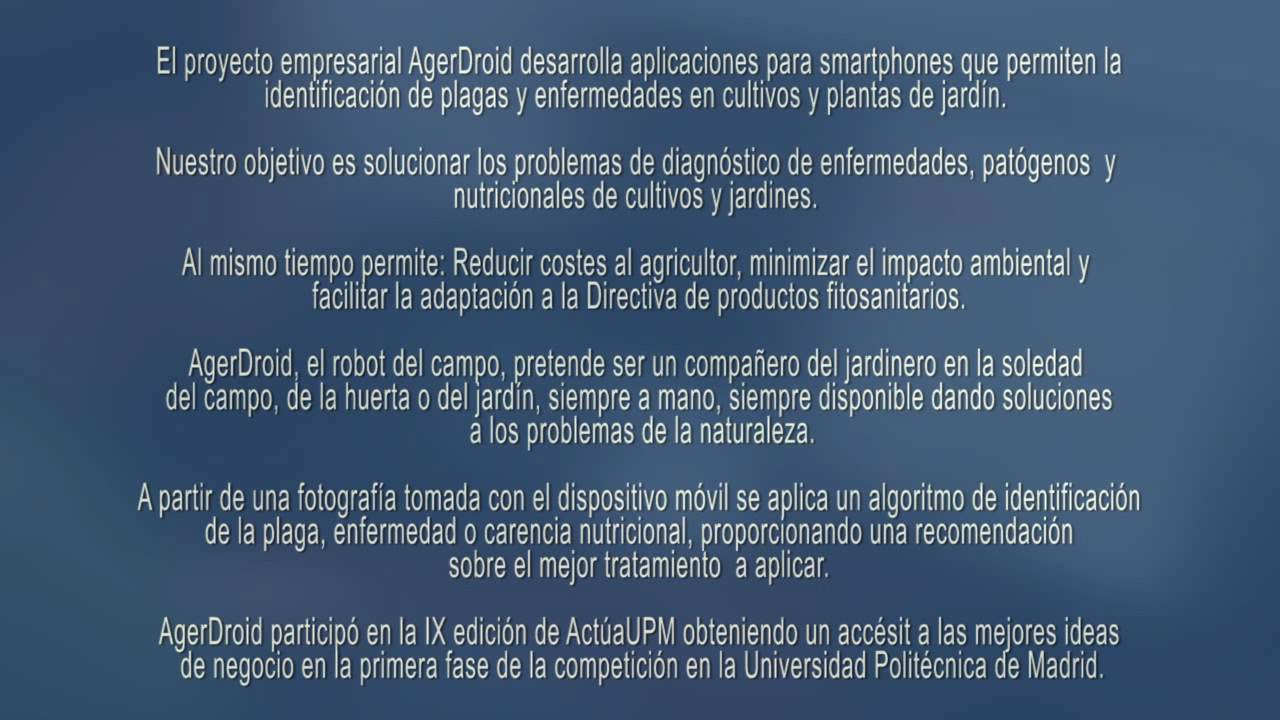 El proyecto empresarial AgerDroid desarrolla aplicaciones para smartphones que permiten la
identificación de plagas y enfermedades en cultivos y plantas de jardín.
Nuestro objetivo es solucionar los problemas de diagnóstico de enfermedades, patógenos  y
nutricionales de cultivos y jardines.
Al mismo tiempo permite: Reducir costes al agricultor, minimizar el impacto ambiental y
facilitar la adaptación a la Directiva de productos fitosanitarios.
AgerDroid, el robot del campo, pretende ser un compañero del jardinero en la soledad
del campo, de la huerta o del jardín, siempre a mano, siempre disponible dando soluciones
a los problemas de la naturaleza.
A partir de una fotografía tomada con el dispositivo móvil se aplica un algoritmo de identificación
de la plaga, enfermedad o carencia nutricional, proporcionando una recomendación
sobre el mejor tratamiento  a aplicar.
AgerDroid participó en la IX edición de ActúaUPM obteniendo un accésit a las mejores ideas
de negocio en la primera fase de la competición en la Universidad Politécnica de Madrid.